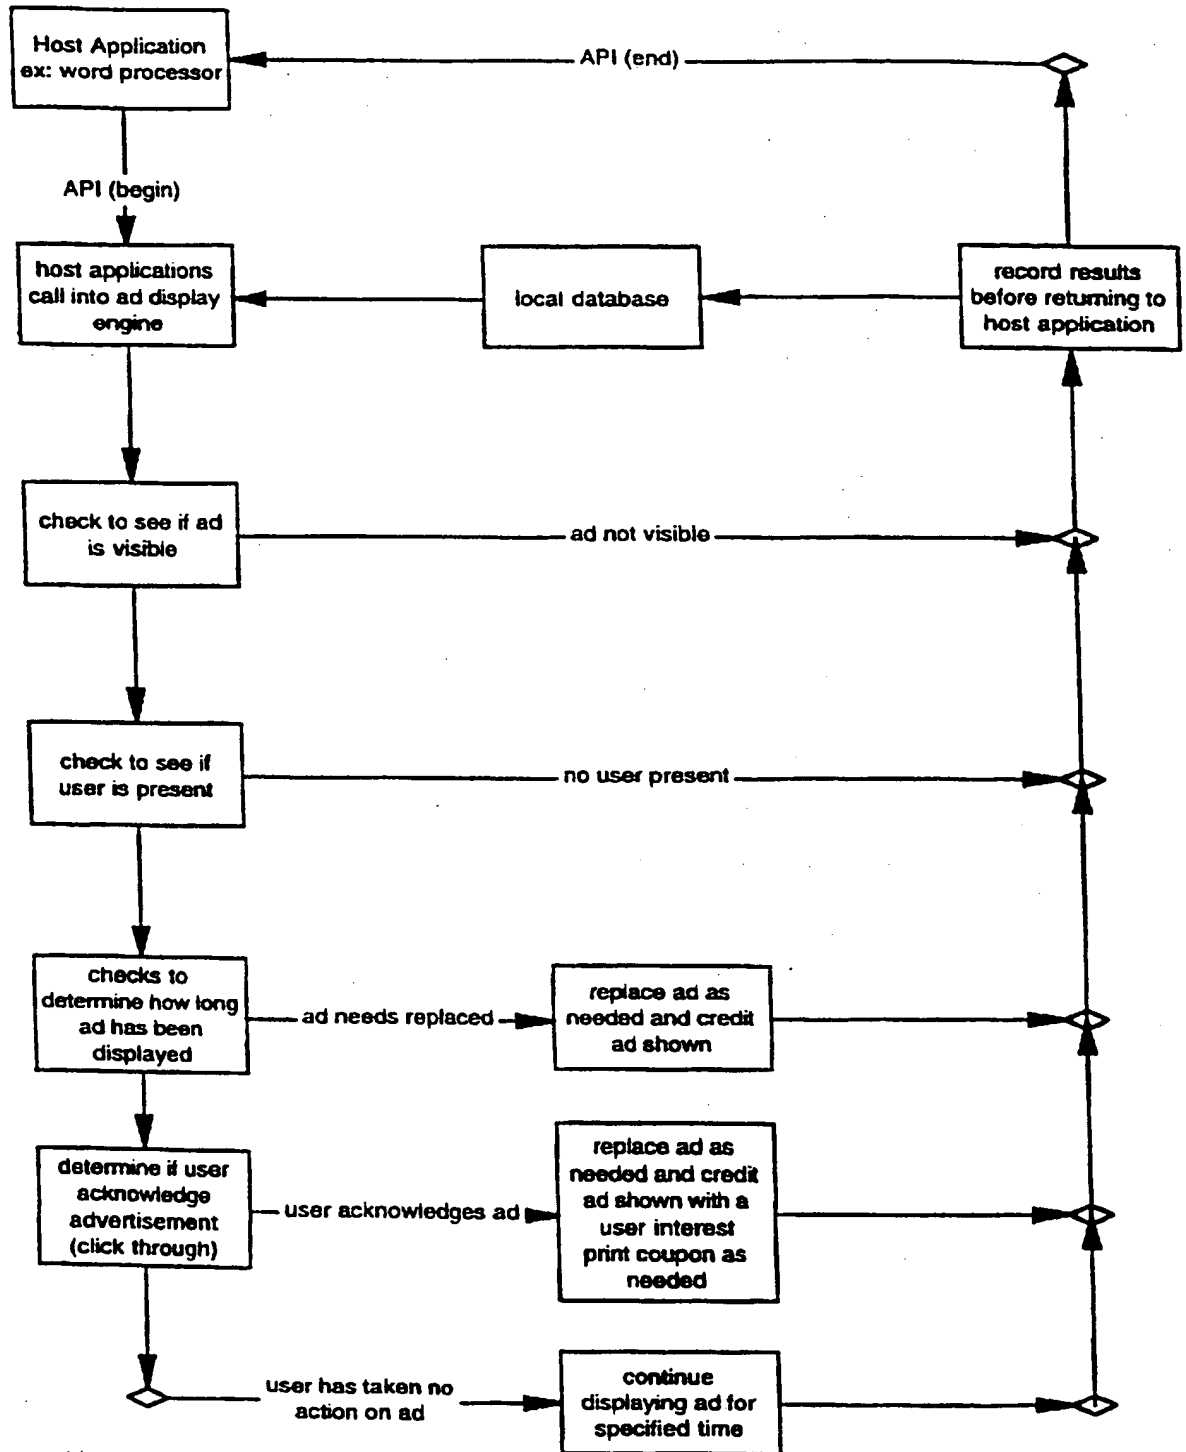 Host Application
ex: word processor
API (end)
API (begin)
host applications
call into ad display
engine
local database
record results
before returning to
host application
check to see if ad
is visible
ad not visible
check to see if
user is present
no user present
checks to
determine how long
ad has been
displayed
ad needs replaced
replace ad as
needed and credit
ad shown
determine if user
acknowledge
advertisement
(click through)
user acknowledges ad
replace ad as
needed and credit
ad shown with a
user interest
print coupon as
needed
user has taken no
action on ad
continue
displaying ad for
specified time